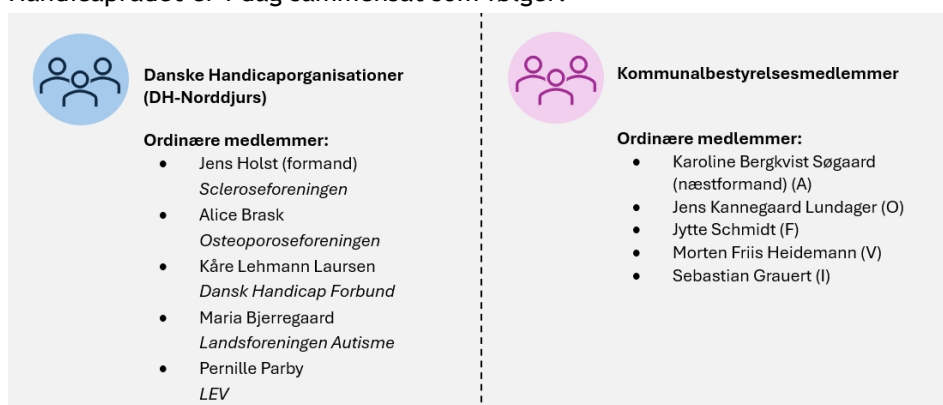 Danske Handicaporganisationer
(DH-Norddjurs)
Ordinære medlemmer:
• Jens Holst (formand)
Scleroseforeningen
• Alice Brask
Osteoporoseforeningen
• Kåre Lehmann Laursen
Dansk Handicap Forbund
• Maria Bjerregaard
Landsforeningen Autisme
• Pernille Parby
LEV
Kommunalbestyrelsesmedlemmer
Ordinære medlemmer:
• Karoline Bergkvist Søgaard
(næstformand) (A)
• Jens Kannegaard Lundager (O)
• Jytte Schmidt (F)
• Morten Friis Heidemann (V)
• Sebastian Grauert (I)